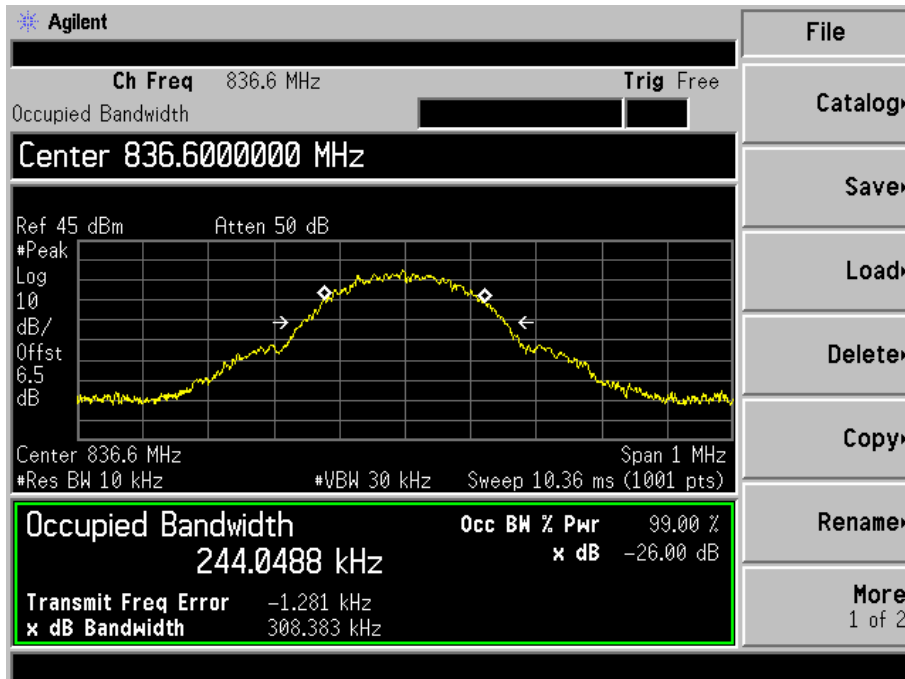 Agilent
File
Ch Freq 836.6 MHz Trig Free
Occupied Bandwidth
Catalog
Center 836.6000000 MHz
Save
Ref 45 dBm Atten 50 dB
#Peak
Log
10
dB/
Offst
6.5
dB
Load
Delete
Copy
Center 836.6 MHz Span 1 MHz
#Res BW 10 kHz #VBW 30 kHz Sweep 10.36 ms (1001 pts)
Occupied Bandwidth Occ BW % Pwr 99.00 %
244.0488 kHz x dB -26.00 dB
Rename
Transmit Freq Error -1.281 kHz
x dB Bandwidth 308.383 kHz
More
1 of 2